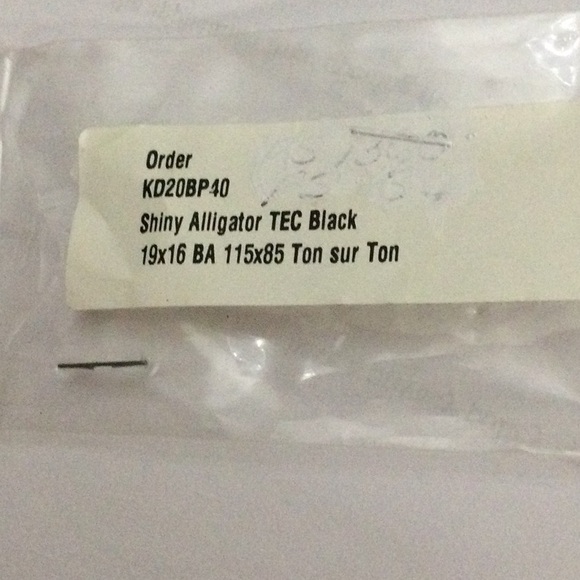 Order
KD20BP40
Shiny Alligator TEC Black
19x16 BA 115x85 Ton sur Ton